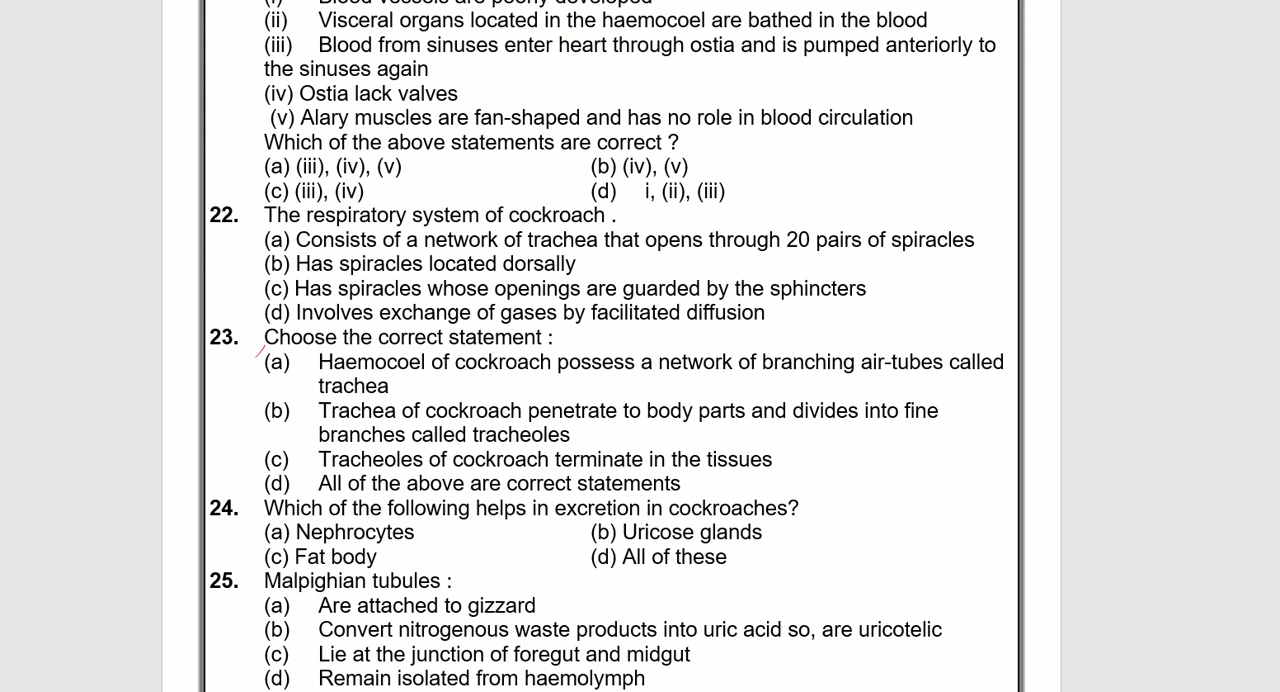 (i) Blood vessels are poorly developed
(ii) Visceral organs located in the haemocoel are bathed in the blood
(iii) Blood from sinuses enter heart through ostia and is pumped anteriorly to
the sinuses again
(iv) Ostia lack valves
(v) Alary muscles are fan-shaped and has no role in blood circulation
Which of the above statements are correct ?
(a) (iii), (iv), (v) (b) (iv), (v)
(c) (iii), (iv) (d) i, (ii), (iii)
22. The respiratory system of cockroach .
(a) Consists of a network of trachea that opens through 20 pairs of spiracles
(b) Has spiracles located dorsally
(c) Has spiracles whose openings are guarded by the sphincters
(d) Involves exchange of gases by facilitated diffusion
23. Choose the correct statement :
(a) Haemocoel of cockroach possess a network of branching air-tubes called
trachea
(b) Trachea of cockroach penetrate to body parts and divides into fine
branches called tracheoles
(c) Tracheoles of cockroach terminate in the tissues
(d) All of the above are correct statements
24. Which of the following helps in excretion in cockroaches?
(a) Nephrocytes (b) Uricose glands
(c) Fat body (d) All of these
25. Malpighian tubules :
(a) Are attached to gizzard
(b) Convert nitrogenous waste products into uric acid so, are uricotelic
(c) Lie at the junction of foregut and midgut
(d) Remain isolated from haemolymph